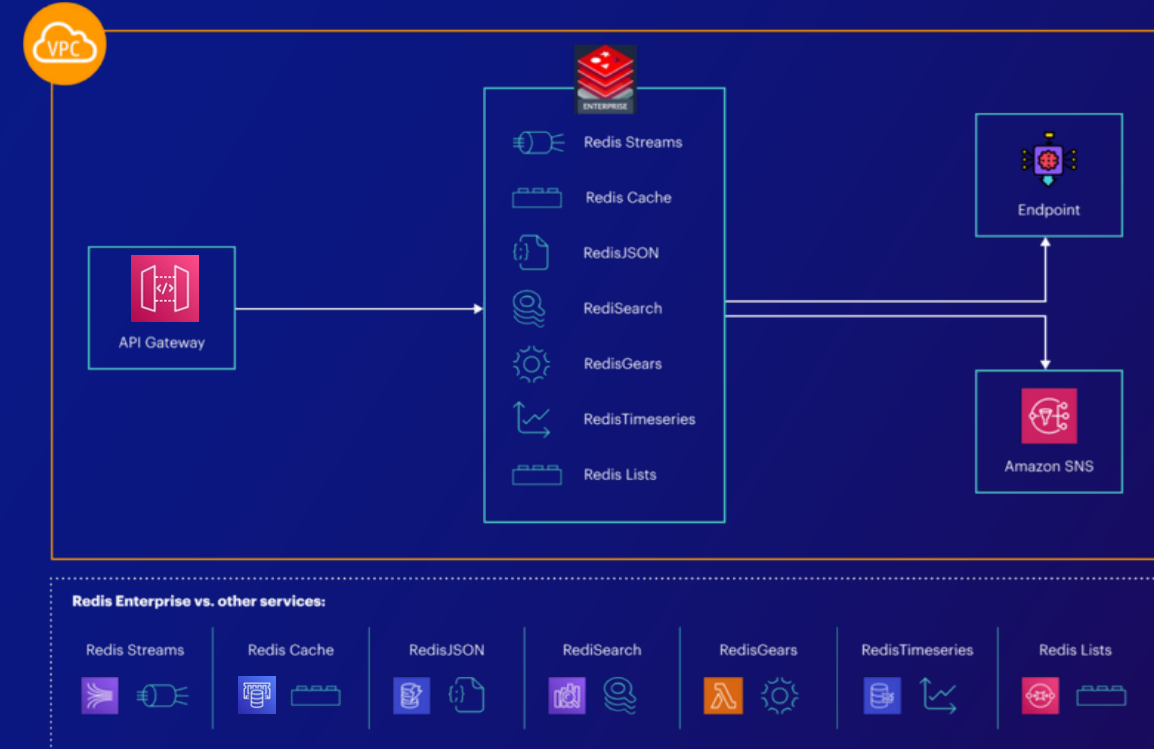 VPC
ENTERPRISE
Redis Streams
Redis Cache
RedisJSON
RediSearch
RedisGears
RedisTimeseries
Redis Lists
API Gateway
</>
Endpoint
Amazon SNS
Redis Enterprise vs. other services:
Redis Streams
Redis Cache
RedisJSON
RediSearch
RedisGears
RedisTimeseries
Redis Lists